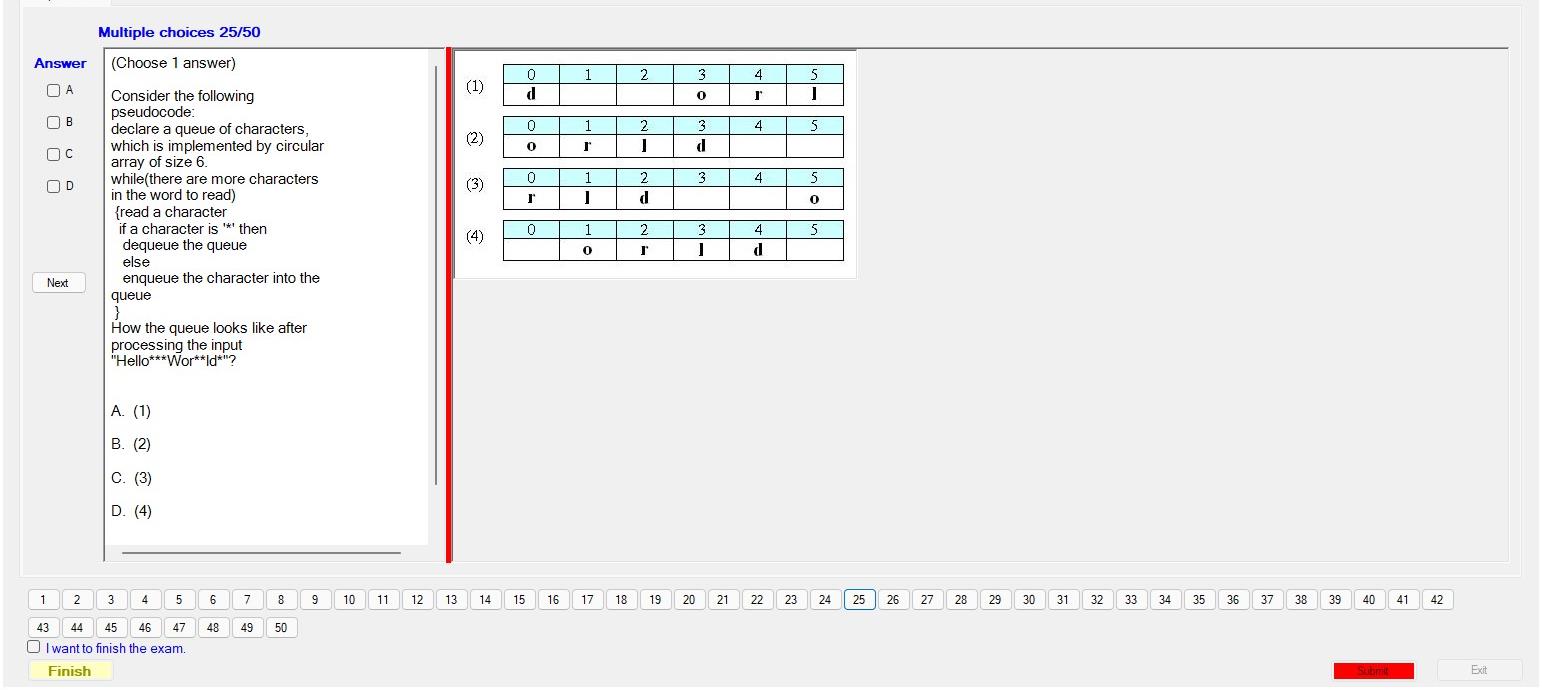 Multiple choices 25/50
Answer
A
B
C
D
Next
(Choose 1 answer)
Consider the following
pseudocode:
declare a queue of characters,
which is implemented by circular
array of size 6.
while(there are more characters
in the word to read)
{read a character
if a character is '*' then
dequeue the queue
else
enqueue the character into the
queue
}
How the queue looks like after
processing the input
"Hello***Wor**ld*"?
A. (1)
B. (2)
C. (3)
D. (4)
(1)
0 1 2 3 4 5
d o r l
(2)
0 1 2 3 4 5
o r l d
(3)
0 1 2 3 4 5
r l d o
(4)
0 1 2 3 4 5
o r l d
1 2 3 4 5 6 7 8 9 10 11 12 13 14 15 16 17 18 19 20 21 22 23 24 25 26 27 28 29 30 31 32 33 34 35 36 37 38 39 40 41 42
43 44 45 46 47 48 49 50
I want to finish the exam.
Finish
Submit
Exit